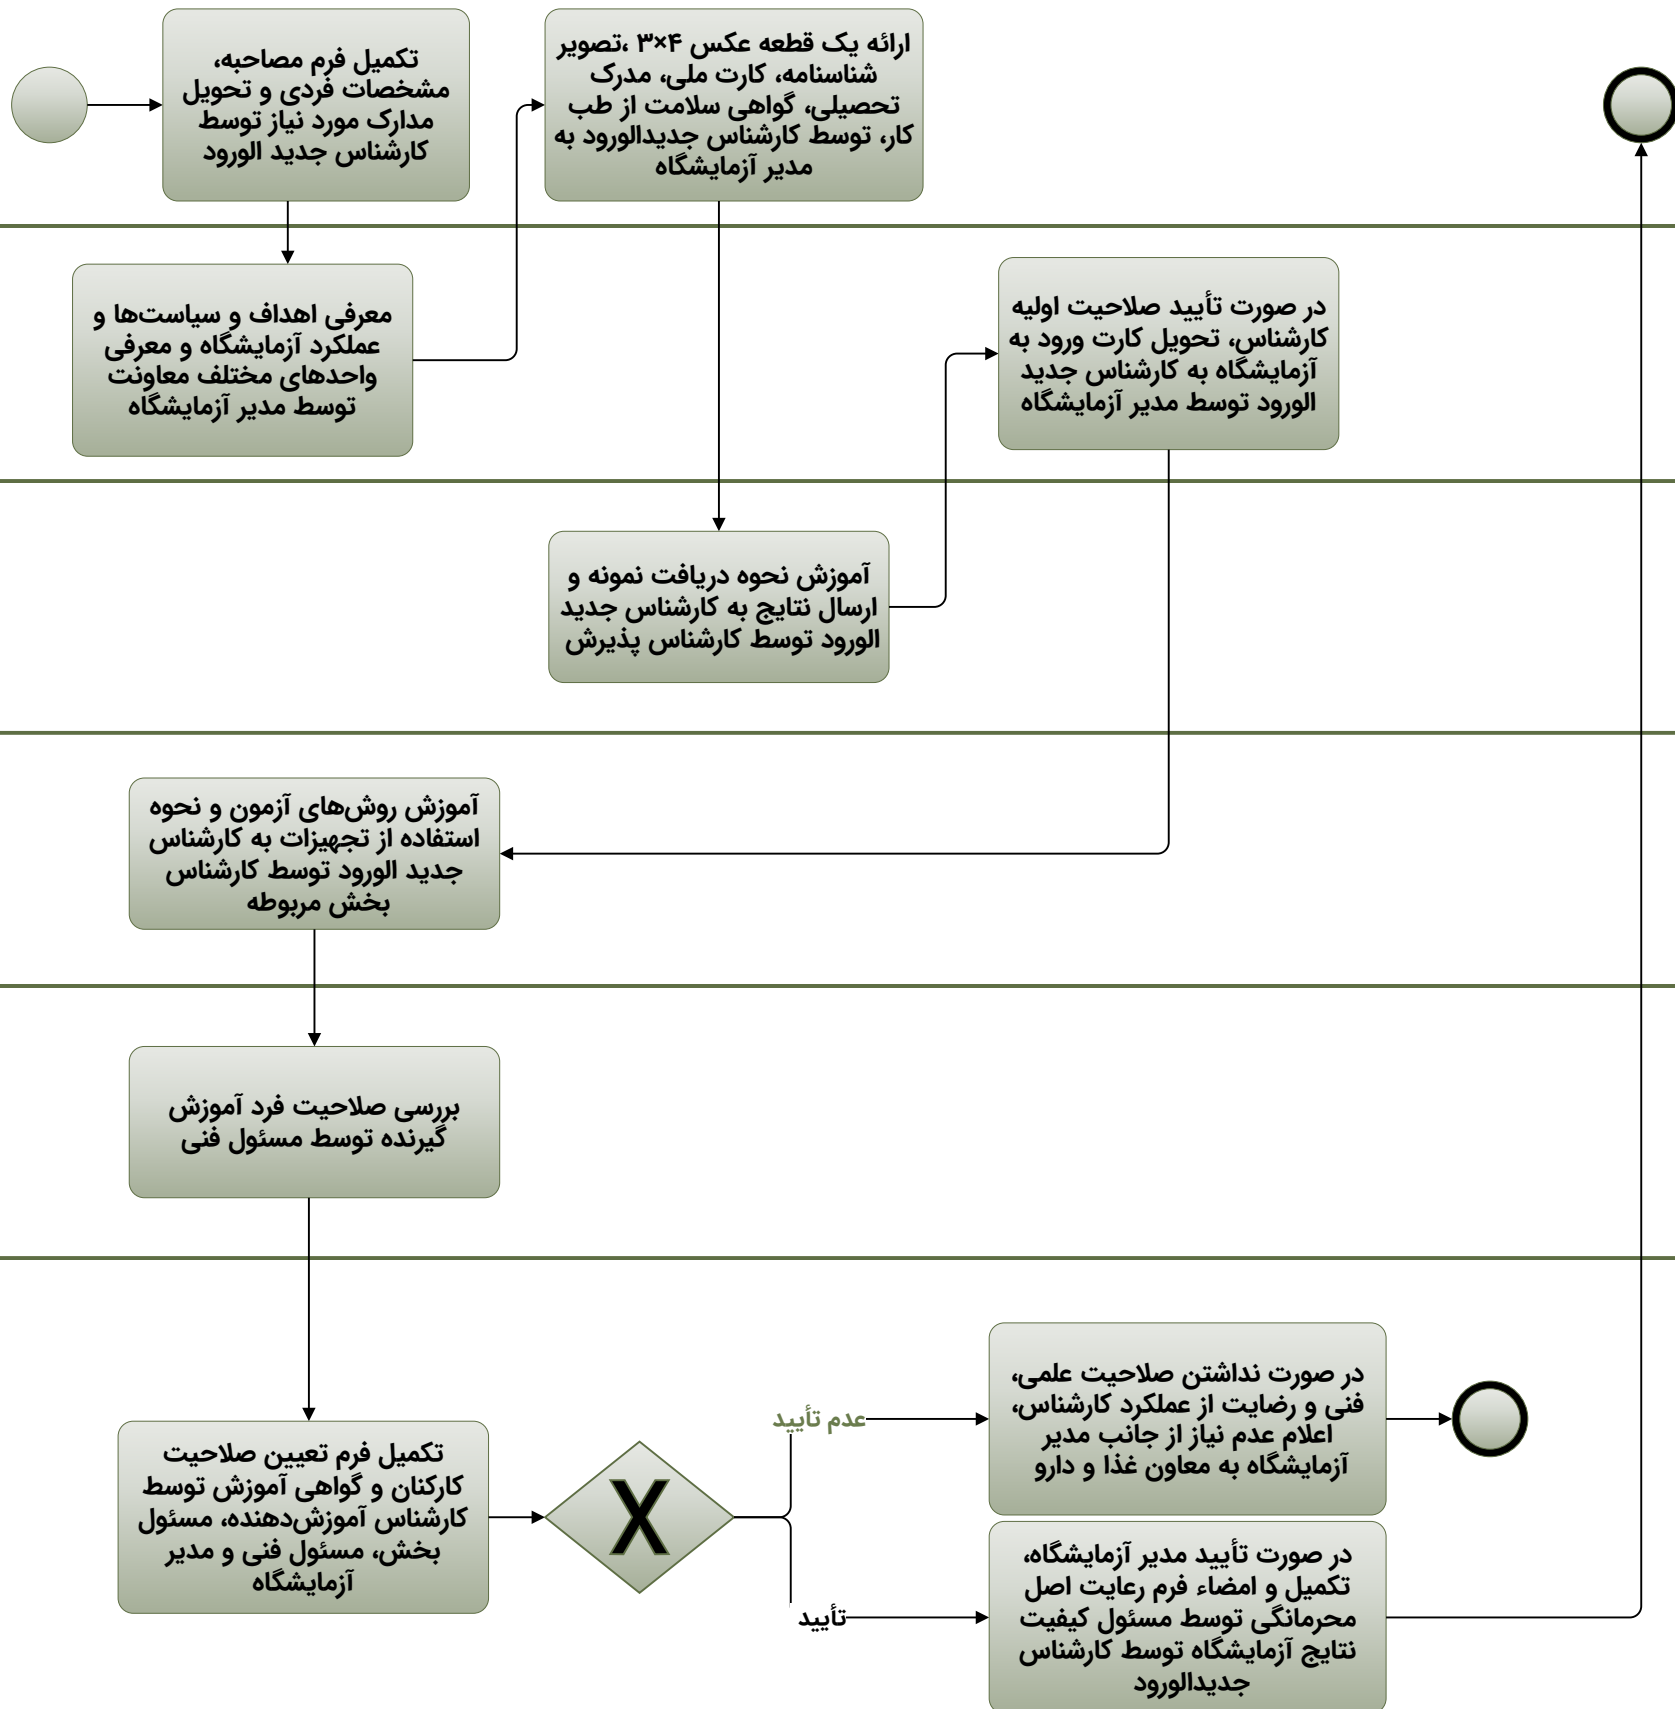 تکمیل فرم مصاحبه،
مشخصات فردی و تحویل
مدارک مورد نیاز توسط
کارشناس جدید الورود
ارائه یک قطعه عکس ۴×۳ ،تصویر
شناسنامه، کارت ملی، مدرک
تحصیلی، گواهی سلامت از طب
کار، توسط کارشناس جدیدالورود به
مدیر آزمایشگاه
معرفی اهداف و سیاست‌ها و
عملکرد آزمایشگاه و معرفی
واحدهای مختلف معاونت
توسط مدیر آزمایشگاه
در صورت تأیید صلاحیت اولیه
کارشناس، تحویل کارت ورود به
آزمایشگاه به کارشناس جدید
الورود توسط مدیر آزمایشگاه
آموزش نحوه دریافت نمونه و
ارسال نتایج به کارشناس جدید
الورود توسط کارشناس پذیرش
آموزش روش‌های آزمون و نحوه
استفاده از تجهیزات به کارشناس
جدید الورود توسط کارشناس
بخش مربوطه
بررسی صلاحیت فرد آموزش
گیرنده توسط مسئول فنی
تکمیل فرم تعیین صلاحیت
کارکنان و گواهی آموزش توسط
کارشناس آموزش‌دهنده، مسئول
بخش، مسئول فنی و مدیر
آزمایشگاه
X
عدم تأیید
در صورت نداشتن صلاحیت علمی،
فنی و رضایت از عملکرد کارشناس،
اعلام عدم نیاز از جانب مدیر
آزمایشگاه به معاون غذا و دارو
تأیید
در صورت تأیید مدیر آزمایشگاه،
تکمیل و امضاء فرم رعایت اصل
محرمانگی توسط مسئول کیفیت
نتایج آزمایشگاه توسط کارشناس
جدیدالورود